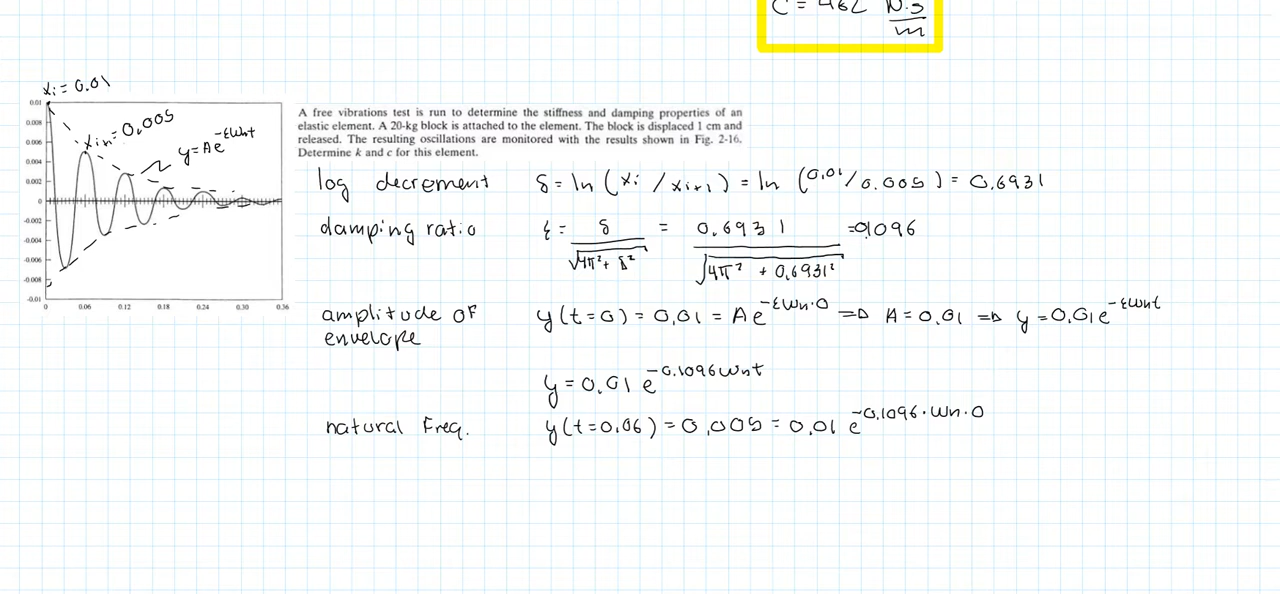 C = 462 N·s/m
xi = 0.01
0.01
0.008
0.006
0.004
0.002
0
-0.002
-0.004
-0.006
-0.008
-0.01
0 0.06 0.12 0.18 0.24 0.30 0.36
xi+1 = 0,005
y = Ae^-ξωnt
A free vibrations test is run to determine the stiffness and damping properties of an
elastic element. A 20-kg block is attached to the element. The block is displaced 1 cm and
released. The resulting oscillations are monitored with the results shown in Fig. 2-16.
Determine k and c for this element.
log decrement δ = ln (xi / xi+1) = ln (0,01/0.005) = 0,6931
damping ratio ξ = δ / √4π² + δ² = 0,6931 / √4π² + 0,6931² = 0,1096
amplitude of envelope y(t=0) = 0,01 = Ae^-ξωn·0 => A = 0,01 => y = 0,01e^-ξωnt
y = 0,01 e^-0,1096ωnt
natural freq. y(t=0,06) = 0,005 = 0,01 e^-0,1096·ωn·0